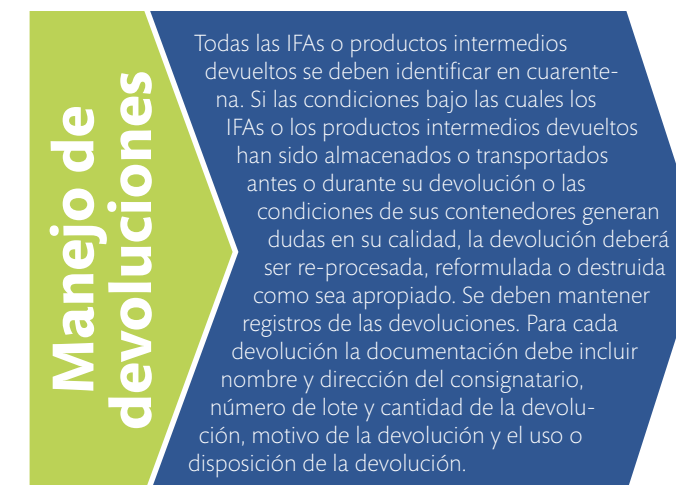 Manejo de
devoluciones
Todas las IFAs o productos intermedios
devueltos se deben identificar en cuarente-
na. Si las condiciones bajo las cuales los
IFAs o los productos intermedios devueltos
han sido almacenados o transportados
antes o durante su devolución o las
condiciones de sus contenedores generan
dudas en su calidad, la devolución deberá
ser re-procesada, reformulada o destruida
como sea apropiado. Se deben mantener
registros de las devoluciones. Para cada
devolución la documentación debe incluir
nombre y dirección del consignatario,
número de lote y cantidad de la devolu-
ción, motivo de la devolución y el uso o
disposición de la devolución.